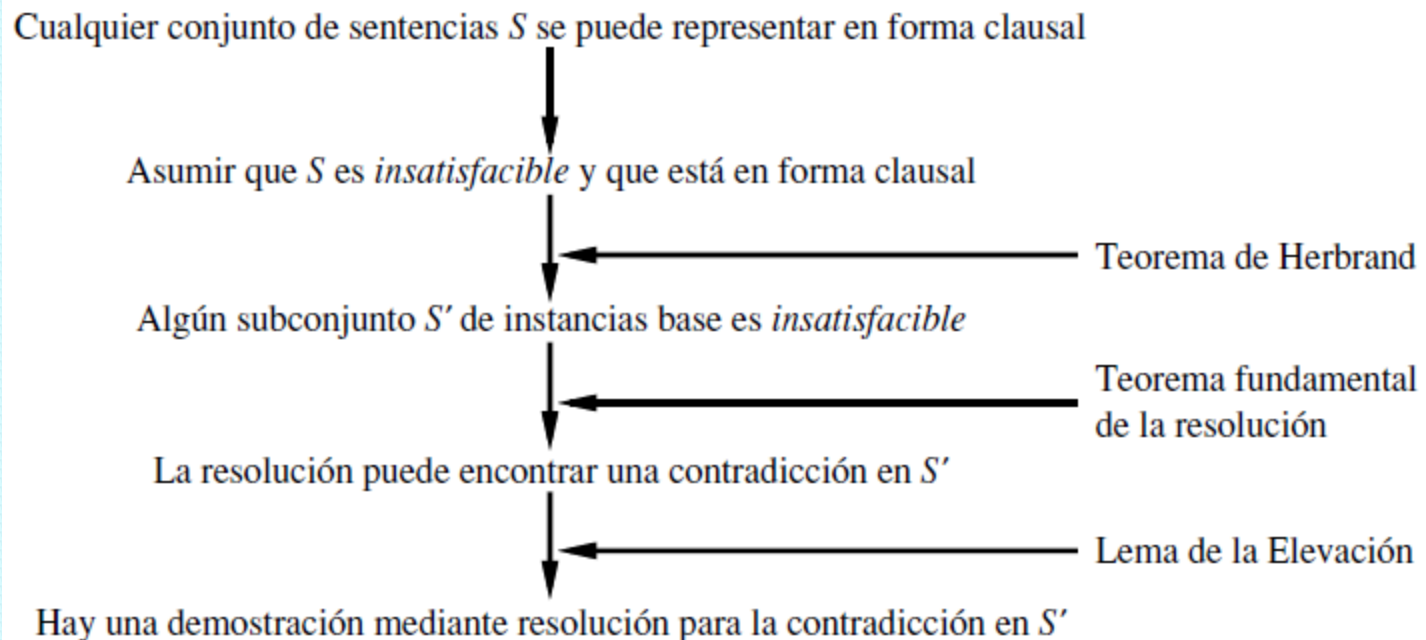 Cualquier conjunto de sentencias S se puede representar en forma clausal
Asumir que S es insatisfacible y que está en forma clausal
Teorema de Herbrand
Algún subconjunto S′ de instancias base es insatisfacible
Teorema fundamental
de la resolución
La resolución puede encontrar una contradicción en S′
Lema de la Elevación
Hay una demostración mediante resolución para la contradicción en S′